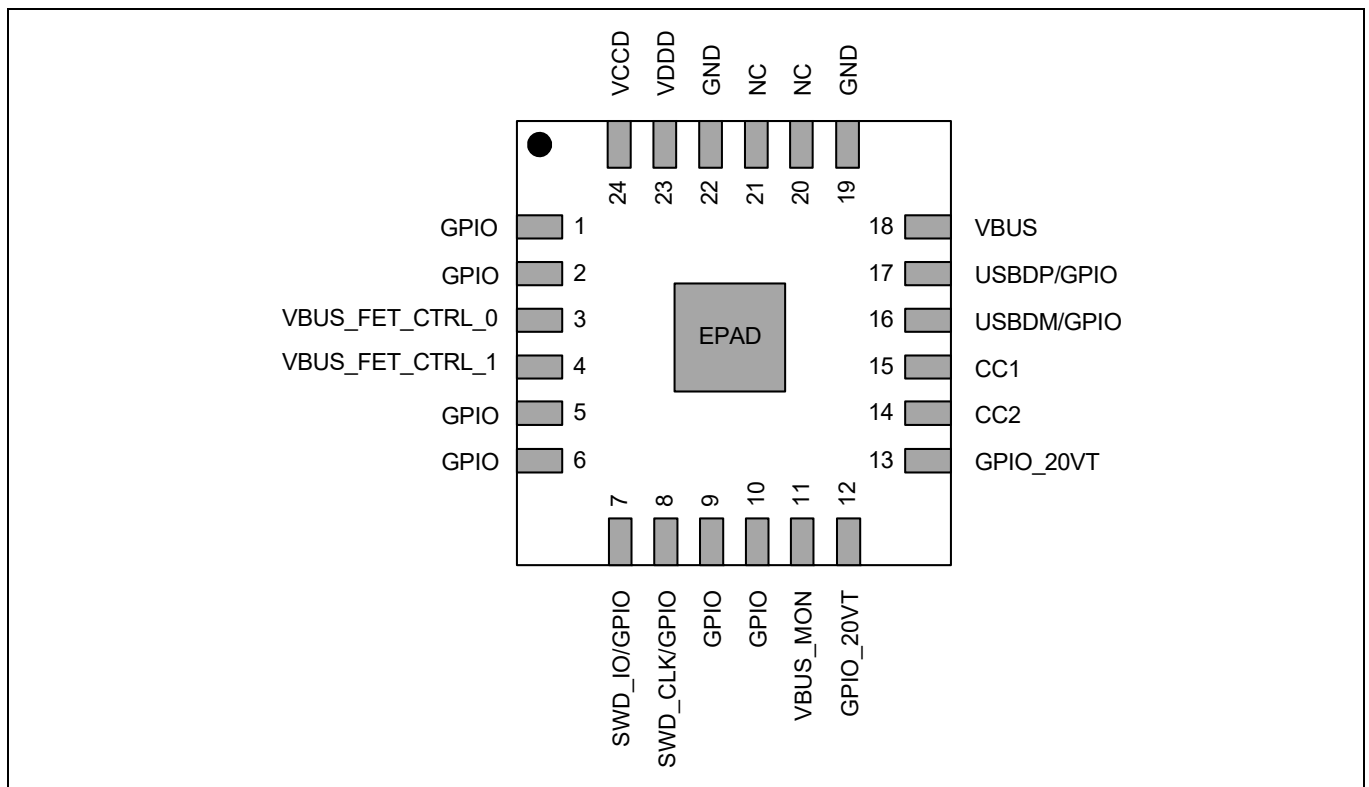 VCCD
VDDD
GND
NC
NC
GND
24
23
22
21
20
19
GPIO 1
GPIO 2
VBUS_FET_CTRL_0 3
VBUS_FET_CTRL_1 4
GPIO 5
GPIO 6
EPAD
18 VBUS
17 USBDP/GPIO
16 USBDM/GPIO
15 CC1
14 CC2
13 GPIO_20VT
7
8
9
10
11
12
SWD_IO/GPIO
SWD_CLK/GPIO
GPIO
GPIO
VBUS_MON
GPIO_20VT